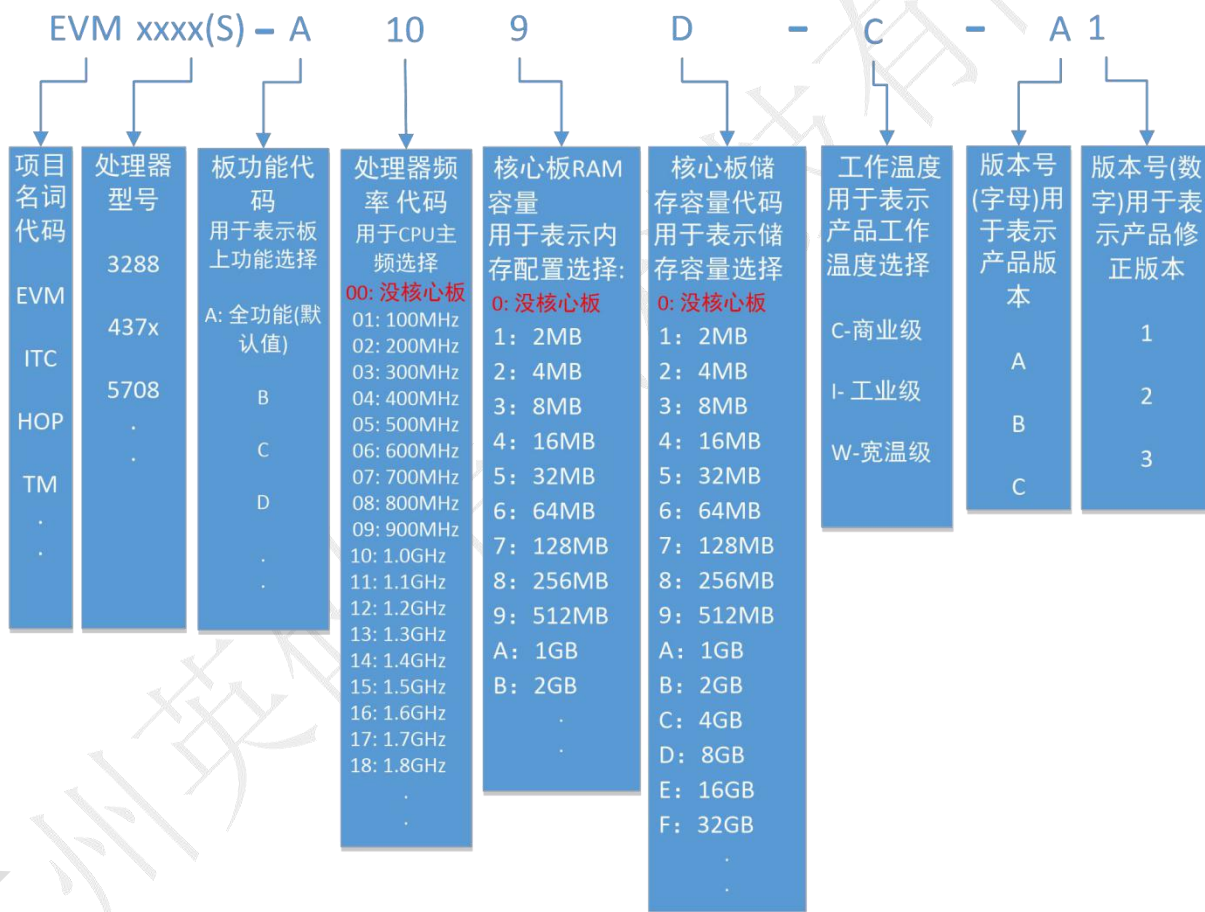 EVM xxxx(S) – A 10 9 D – C – A 1
项目
名词
代码
EVM
ITC
HOP
TM
.
.
处理器
型号
3288
437x
5708
.
.
板功能代
码
用于表示板
上功能选择
A: 全功能(默
认值)
B
C
D
.
.
处理器频
率 代码
用于CPU主
频选择
00: 没核心板
01: 100MHz
02: 200MHz
03: 300MHz
04: 400MHz
05: 500MHz
06: 600MHz
07: 700MHz
08: 800MHz
09: 900MHz
10: 1.0GHz
11: 1.1GHz
12: 1.2GHz
13: 1.3GHz
14: 1.4GHz
15: 1.5GHz
16: 1.6GHz
17: 1.7GHz
18: 1.8GHz
.
.
核心板RAM
容量
用于表示内
存配置选择:
0: 没核心板
1：2MB
2：4MB
3：8MB
4：16MB
5：32MB
6：64MB
7：128MB
8：256MB
9：512MB
A：1GB
B：2GB
.
.
核心板储
存容量代码
用于表示储
存容量选择
0: 没核心板
1：2MB
2：4MB
3：8MB
4：16MB
5：32MB
6：64MB
7：128MB
8：256MB
9：512MB
A：1GB
B：2GB
C：4GB
D：8GB
E：16GB
F：32GB
.
.
工作温度
用于表示
产品工作
温度选择
C-商业级
I- 工业级
W-宽温级
版本号
(字母)用
于表示
产品版
本
A
B
C
版本号(数
字)用于表
示产品修
正版本
1
2
3